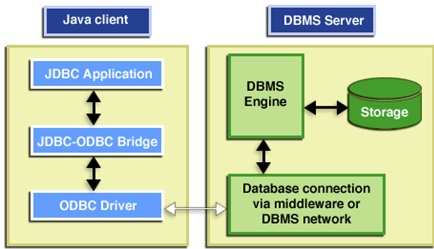 Java client
DBMS Server
JDBC Application
JDBC-ODBC Bridge
ODBC Driver
DBMS
Engine
Storage
Database connection
via middleware or
DBMS network